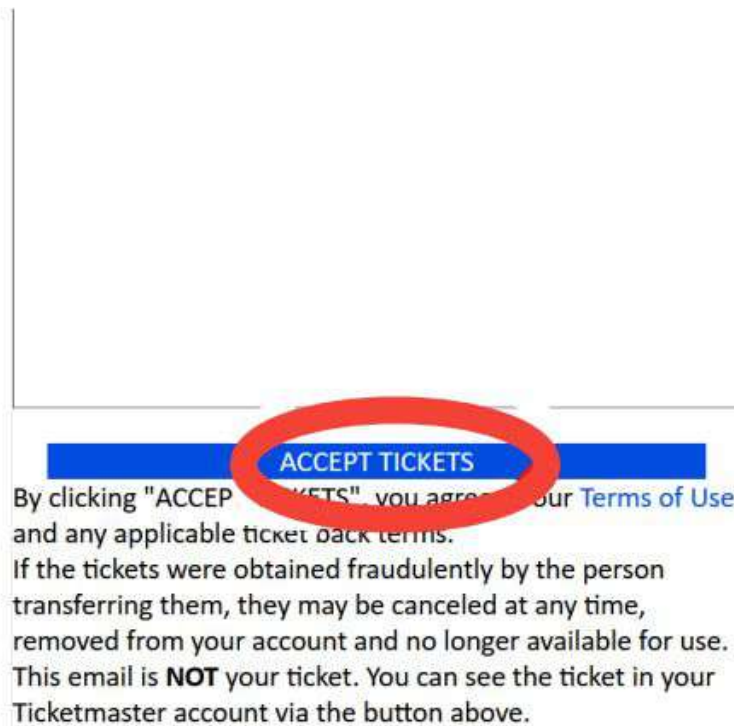 ACCEPT TICKETS
By clicking "ACCEP KETS", you agree our Terms of Use
and any applicable ticket back terms.
If the tickets were obtained fraudulently by the person
transferring them, they may be canceled at any time,
removed from your account and no longer available for use.
This email is NOT your ticket. You can see the ticket in your
Ticketmaster account via the button above.